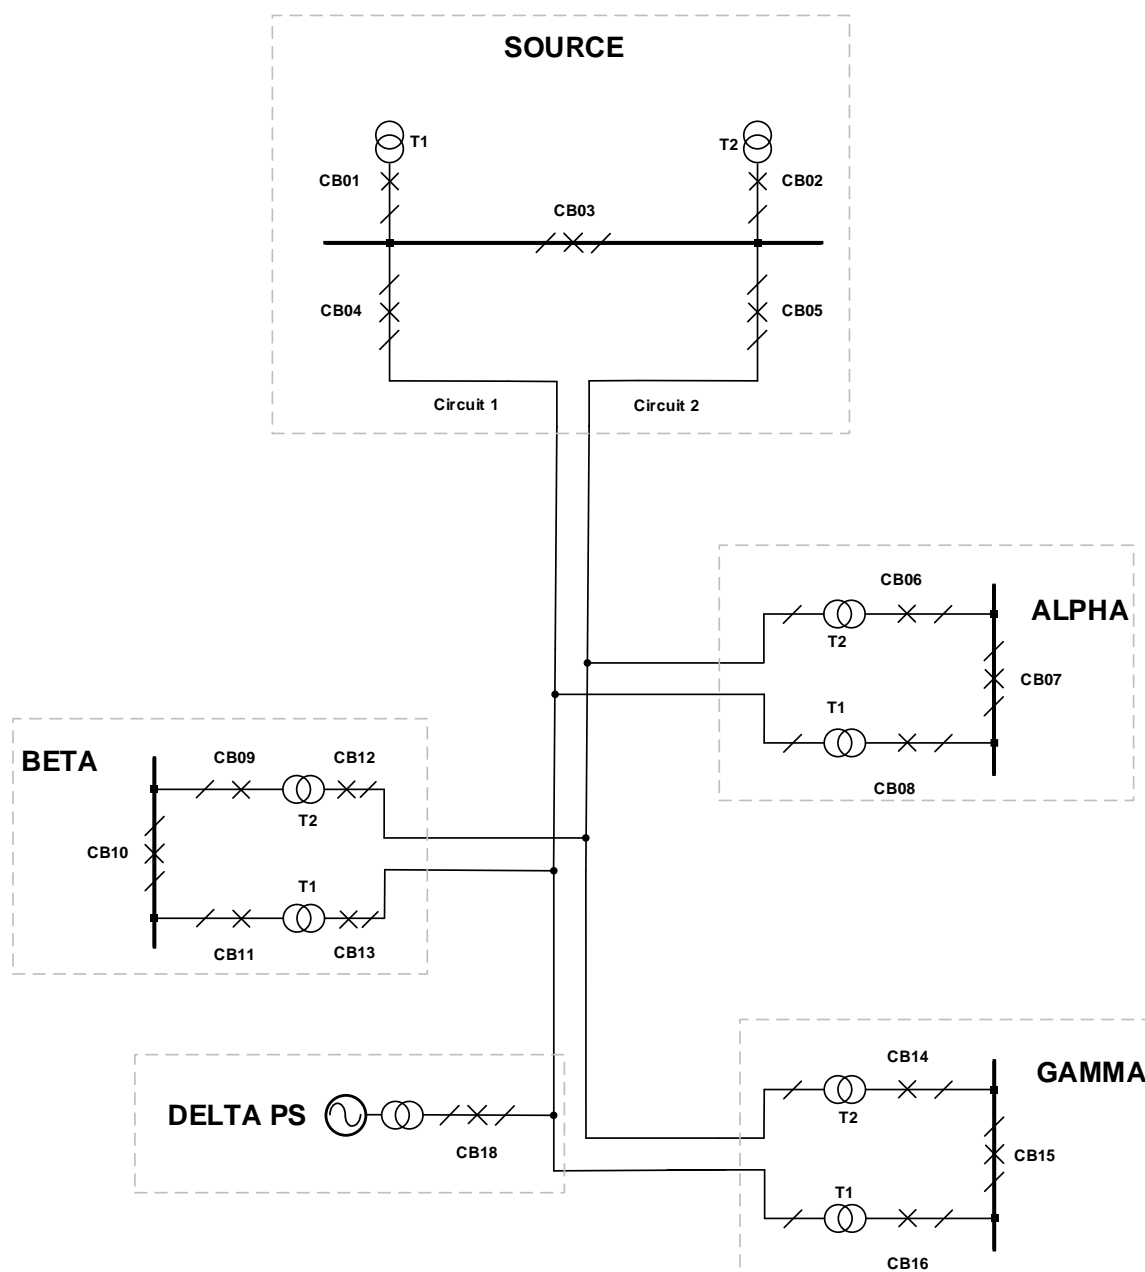 SOURCE
T1
T2
CB01
CB02
CB03
CB04
CB05
Circuit 1
Circuit 2
CB06
ALPHA
T2
CB07
T1
CB08
BETA
CB09
CB12
T2
CB10
T1
CB11
CB13
CB14
GAMMA
DELTA PS
T2
CB18
CB15
T1
CB16